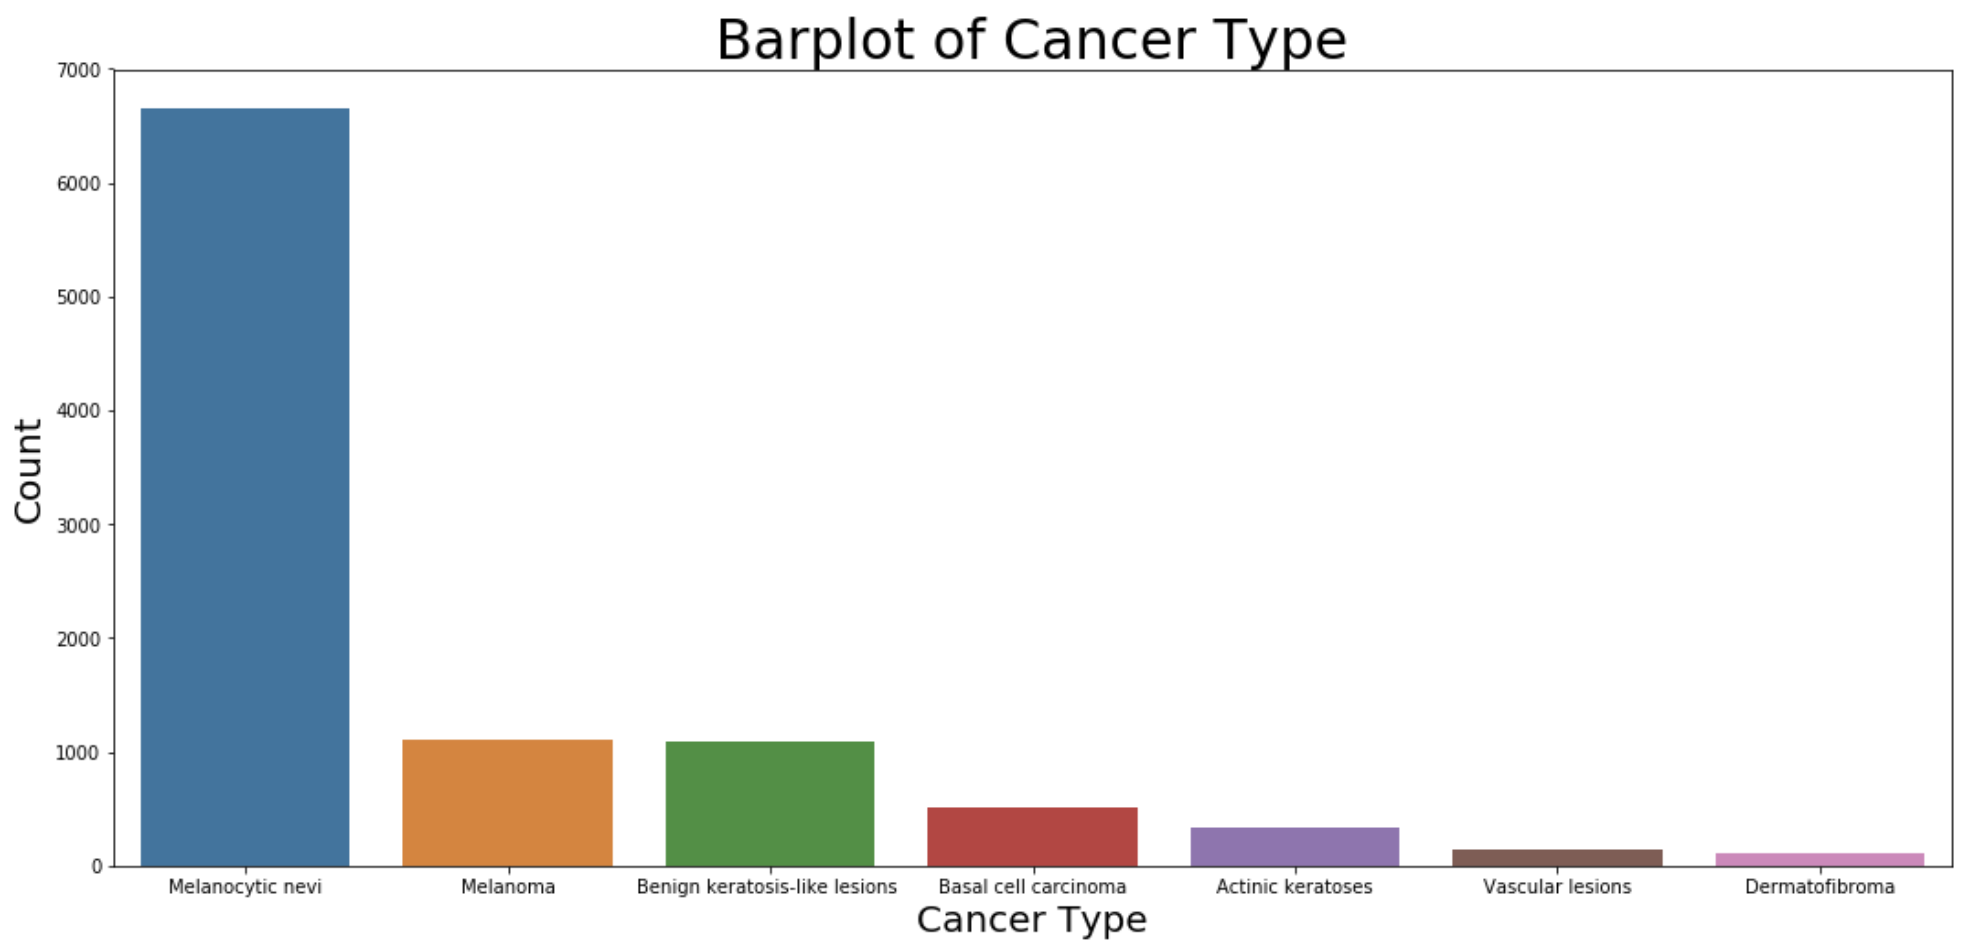 Barplot of Cancer Type
7000
6000
5000
4000
3000
2000
1000
0
Count
Melanocytic nevi Melanoma Benign keratosis-like lesions Basal cell carcinoma Actinic keratoses Vascular lesions Dermatofibroma
Cancer Type